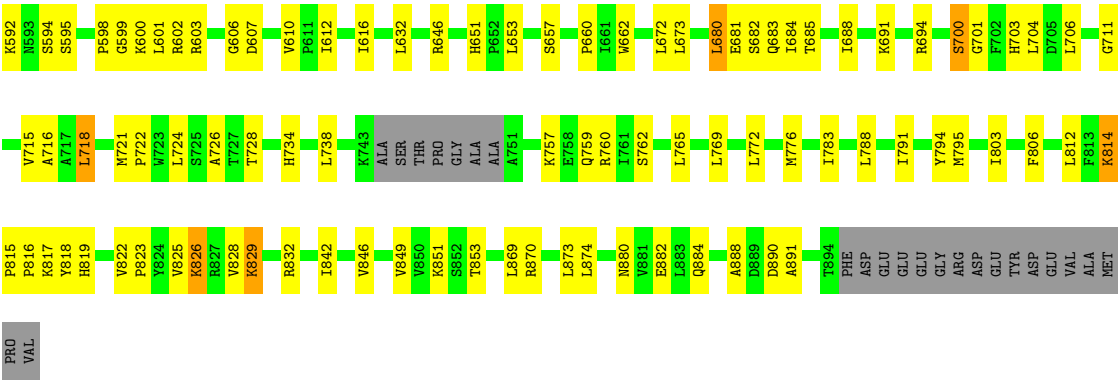 K592 N593 S594 S595 P598 G599 K600 L601 R602 R603 G606 D607 V610 P611 I612 I616 L632 R646 H651 P652 L653 S657 P660 I661 W662 L672 L673 L680 E681 S682 Q683 I684 T685 I688 K691 R694 S700 G701 F702 H703 L704 D705 L706 G711
V715 A716 A717 L718 M721 P722 W723 L724 S725 A726 T727 T728 H734 L738 K743 ALA SER THR PRO GLY ALA ALA A751 K757 E758 Q759 R760 I761 S762 L765 L769 L772 M776 I783 L788 I791 Y794 M795 I803 F806 L812 F813 K814
P815 P816 K817 Y818 H819 V822 P823 Y824 V825 K826 R827 V828 K829 R832 I842 V846 V849 V850 K851 S852 T853 L869 R870 L873 L874 N880 V881 E882 L883 Q884 A888 D889 D890 A891 T894 PHE ASP GLU GLU GLU GLY ARG ASP GLU TYR ASP GLU VAL ALA MET
PRO VAL